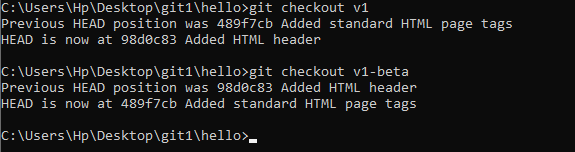 C:\Users\Hp\Desktop\git1\hello>git checkout v1
Previous HEAD position was 489f7cb Added standard HTML page tags
HEAD is now at 98d0c83 Added HTML header
C:\Users\Hp\Desktop\git1\hello>git checkout v1-beta
Previous HEAD position was 98d0c83 Added HTML header
HEAD is now at 489f7cb Added standard HTML page tags
C:\Users\Hp\Desktop\git1\hello>